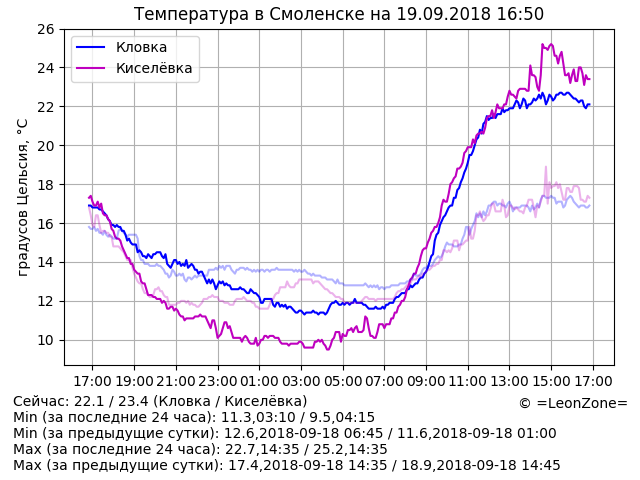 Температура в Смоленске на 19.09.2018 16:50
Кловка
Киселёвка
градусов Цельсия, °C
26
24
22
20
18
16
14
12
10
17:00 19:00 21:00 23:00 01:00 03:00 05:00 07:00 09:00 11:00 13:00 15:00 17:00
Сейчас: 22.1 / 23.4 (Кловка / Киселёвка)
© =LeonZone=
Min (за последние 24 часа): 11.3,03:10 / 9.5,04:15
Min (за предыдущие сутки): 12.6,2018-09-18 06:45 / 11.6,2018-09-18 01:00
Max (за последние 24 часа): 22.7,14:35 / 25.2,14:35
Max (за предыдущие сутки): 17.4,2018-09-18 14:35 / 18.9,2018-09-18 14:45